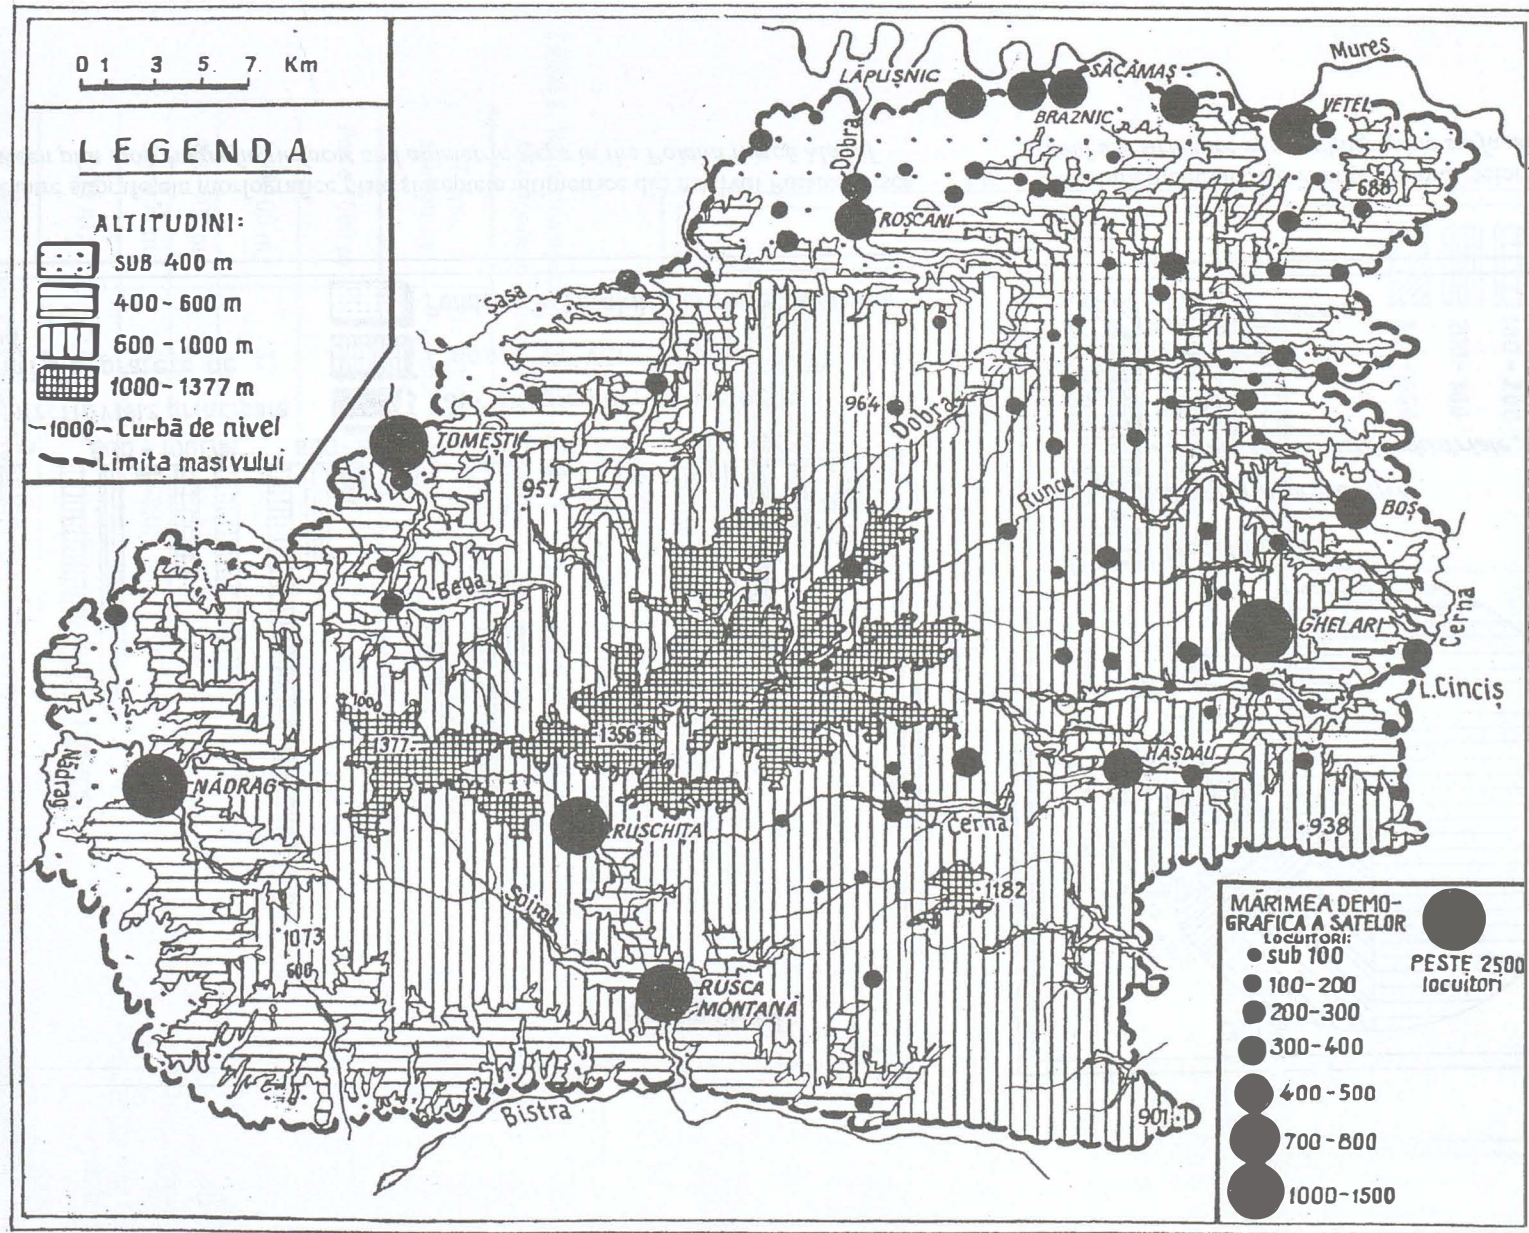 0 1 3 5. 7. Km
LEGENDA
ALTITUDINI:
SUB 400 m
400-600 m
600-1000 m
1000-1377 m
1000 Curbă de nivel
Limita masivului
Mureș
LĂPUȘNIC
SĂCĂMAȘ
BRAZNIC
VEȚEL
Dobra
688
ROȘCANI
Sasa
964
Dobra
TOMEȘTI
957
Runcu
BOȘ
Bega
GHELARI
Cerna
L.Cinciș
1000
1377
1356
HĂȘDĂU
Nădrag
NĂDRAG
RUSCHIȚA
Cerna
938
1182
1073
600
RUSCA
MONTANĂ
Bistra
901
MĂRIMEA DEMO-
GRAFICA A SATELOR
LOCUITORI:
sub 100
100-200
200-300
300-400
400-500
700-800
1000-1500
PESTE 2500
locuitori